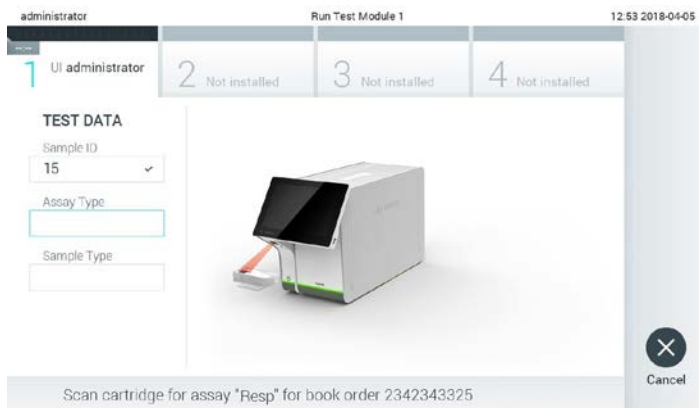 administrator Run Test Module 1 12:53 2018-04-05
1 UI administrator 2 Not installed 3 Not installed 4 Not installed
TEST DATA
Sample ID
15
Assay Type
Sample Type
Cancel
Scan cartridge for assay "Resp" for book order 2342343325